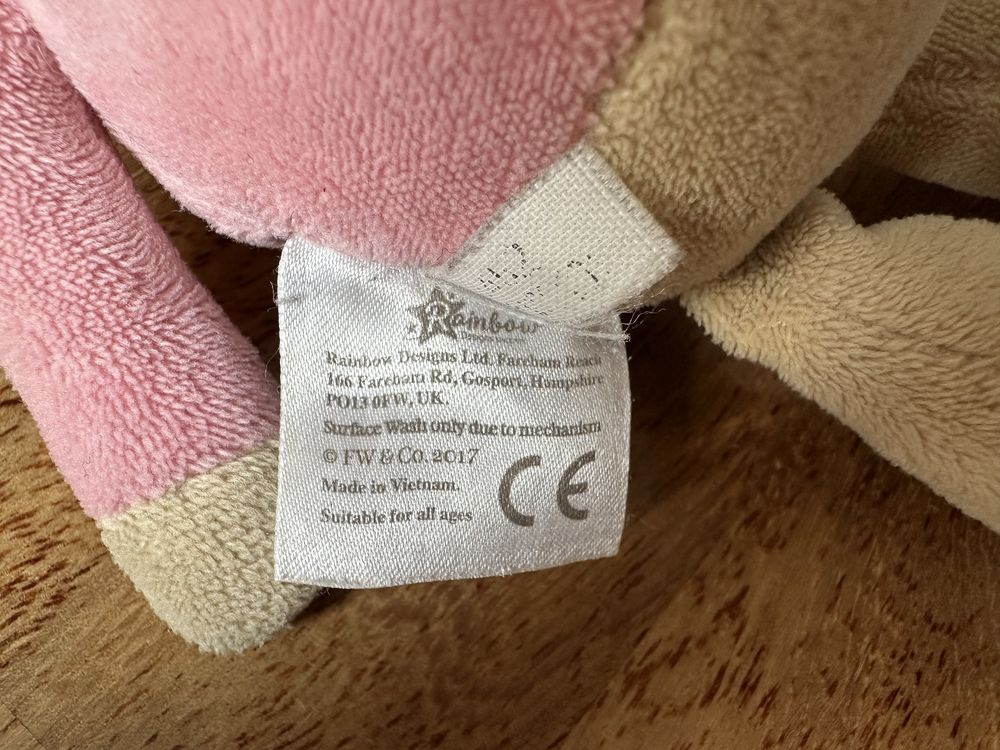 Rainbow
Rainbow Designs Ltd. Fareham Reach
166 Fareham Rd, Gosport, Hampshire
PO13 0FW, UK.
Surface Wash only due to mechanism
© FW & Co. 2017
Made in Vietnam.
Suitable for all ages
CE